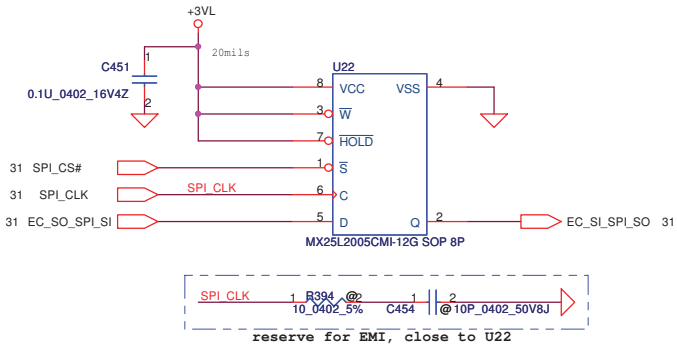 +3VL
20mils
C451
1
0.1U_0402_16V4Z
2
U22
8 VCC VSS 4
3 W
7 HOLD
31 SPI_CS# 1 S
31 SPI_CLK SPI_CLK 6 C
31 EC_SO_SPI_SI 5 D Q 2 EC_SI_SPI_SO 31
MX25L2005CMI-12G SOP 8P
SPI_CLK 1 R394 @ 2 1 2
10_0402_5% C454 @ 10P_0402_50V8J
reserve for EMI, close to U22